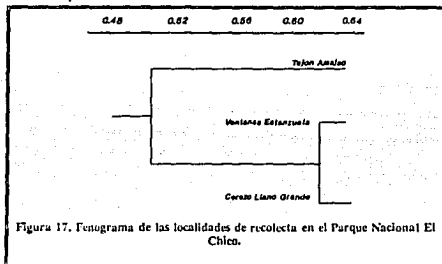 0.48 0.52 0.56 0.60 0.64
Tejon Amalso
Ventanas Estanzuela
Cerezo Llano Grande
Figura 17. Fenograma de las localidades de recolecta en el Parque Nacional El
Chico.